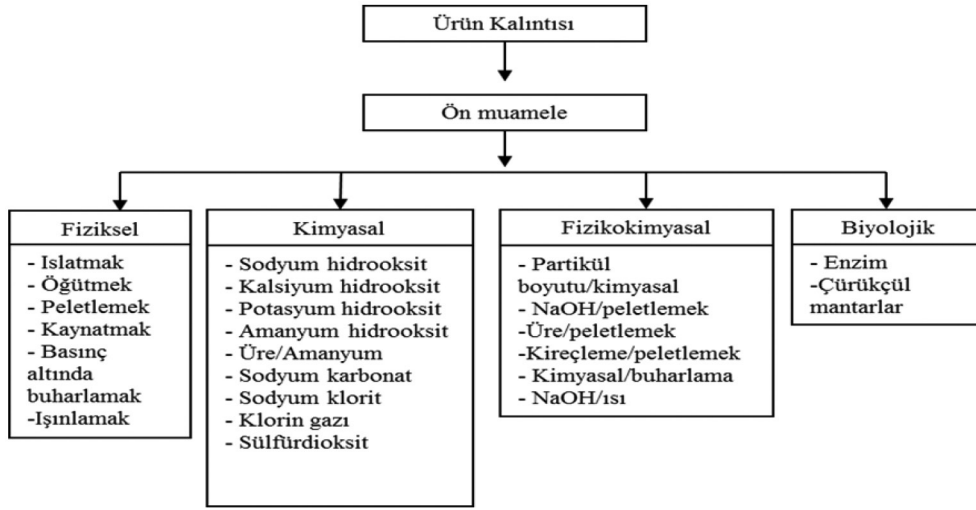 Ürün Kalıntısı
Ön muamele
Fiziksel
- Islatmak
- Öğütmek
- Peletlemek
- Kaynatmak
- Basınç
altında
buharlamak
-Işınlamak
Kimyasal
- Sodyum hidrooksit
- Kalsiyum hidrooksit
- Potasyum hidrooksit
- Amanyum hidrooksit
- Üre/Amanyum
- Sodyum karbonat
- Sodyum klorit
- Klorin gazı
- Sülfürdioksit
Fizikokimyasal
- Partikül
boyutu/kimyasal
- NaOH/peletlemek
-Üre/peletlemek
-Kireçleme/peletlemek
- Kimyasal/buharlama
- NaOH/ısı
Biyolojik
- Enzim
-Çürükçül
mantarlar